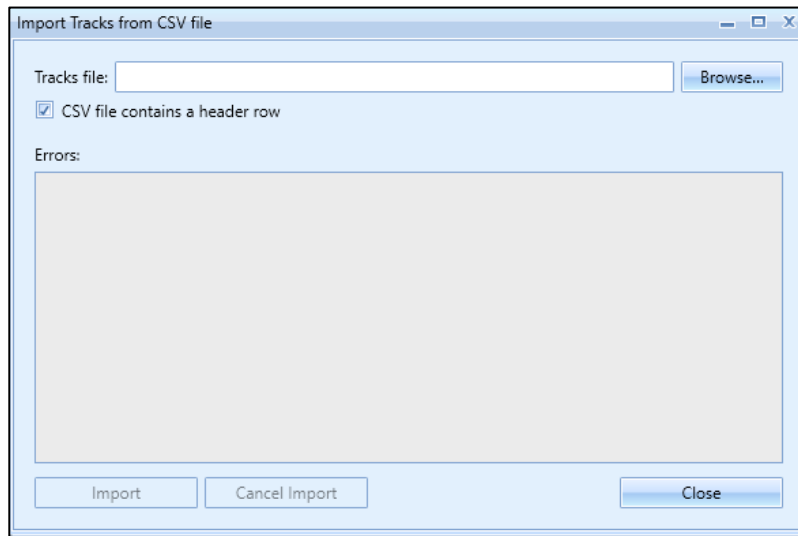 Import Tracks from CSV file
Tracks file:
Browse...
CSV file contains a header row
Errors:
Import
Cancel Import
Close